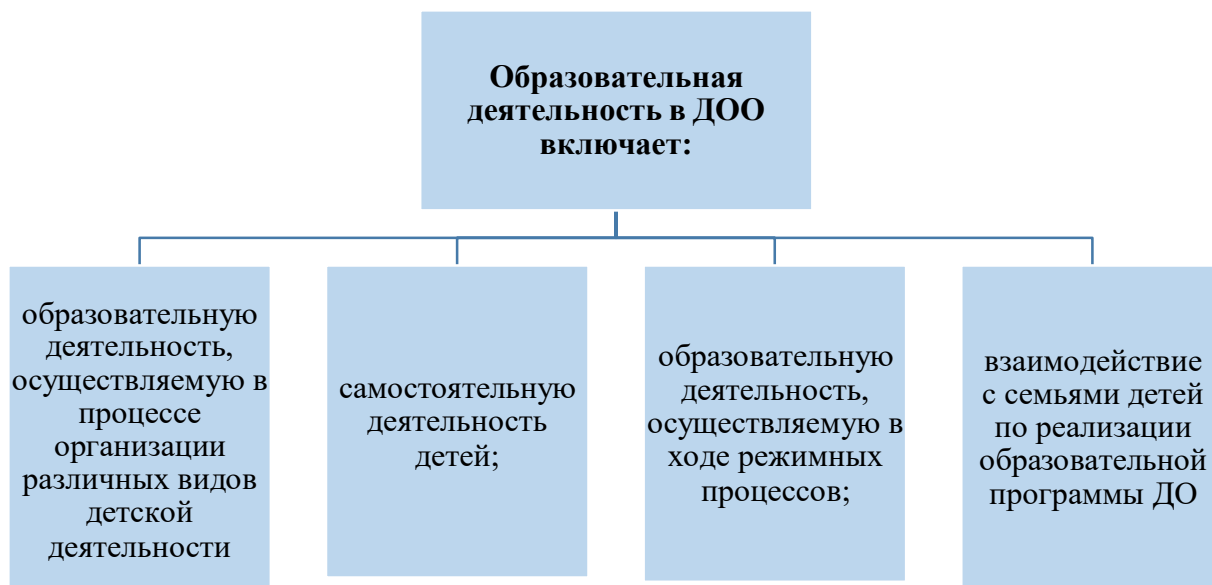 Образовательная
деятельность в ДОО
включает:
образовательную
деятельность,
осуществляемую в
процессе
организации
различных видов
детской
деятельности
самостоятельную
деятельность
детей;
образовательную
деятельность,
осуществляемую в
ходе режимных
процессов;
взаимодействие
с семьями детей
по реализации
образовательной
программы ДО